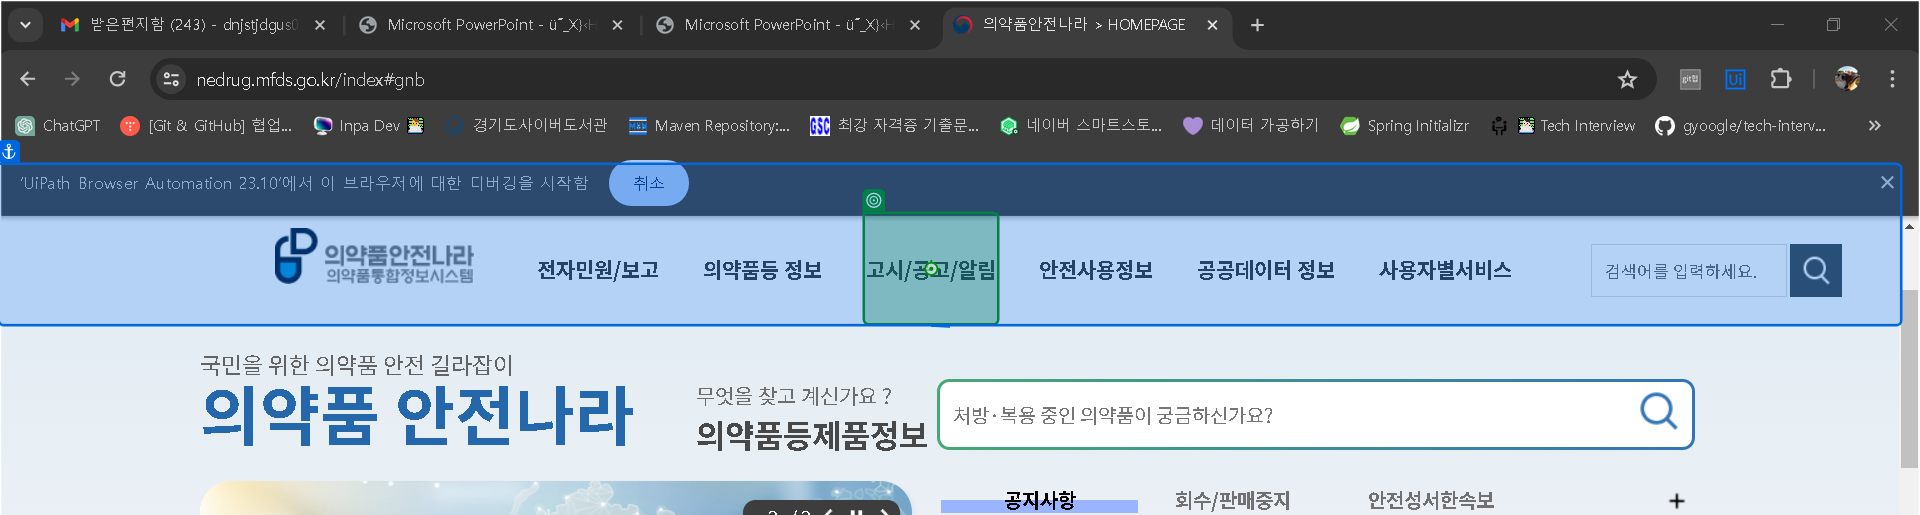 받은편지함 (243) - dnjstjdgus
Microsoft PowerPoint - ü˝_X}‹H
Microsoft PowerPoint - ü˝_X}‹H
의약품안전나라 > HOMEPAGE
nedrug.mfds.go.kr/index#gnb
git헙
Ui
ChatGPT
[Git & GitHub] 협업...
Inpa Dev
경기도사이버도서관
Maven Repository:...
GSC 최강 자격증 기출문...
네이버 스마트스토...
데이터 가공하기
Spring Initializr
Tech Interview
gyoogle/tech-interv...
'UiPath Browser Automation 23.10'에서 이 브라우저에 대한 디버깅을 시작함
취소
의약품안전나라
의약품통합정보시스템
전자민원/보고
의약품등 정보
고시/공고/알림
안전사용정보
공공데이터 정보
사용자별서비스
검색어를 입력하세요.
국민을 위한 의약품 안전 길라잡이
의약품 안전나라
무엇을 찾고 계신가요 ?
의약품등제품정보
처방·복용 중인 의약품이 궁금하신가요?
공지사항
회수/판매중지
안전성서한속보
+